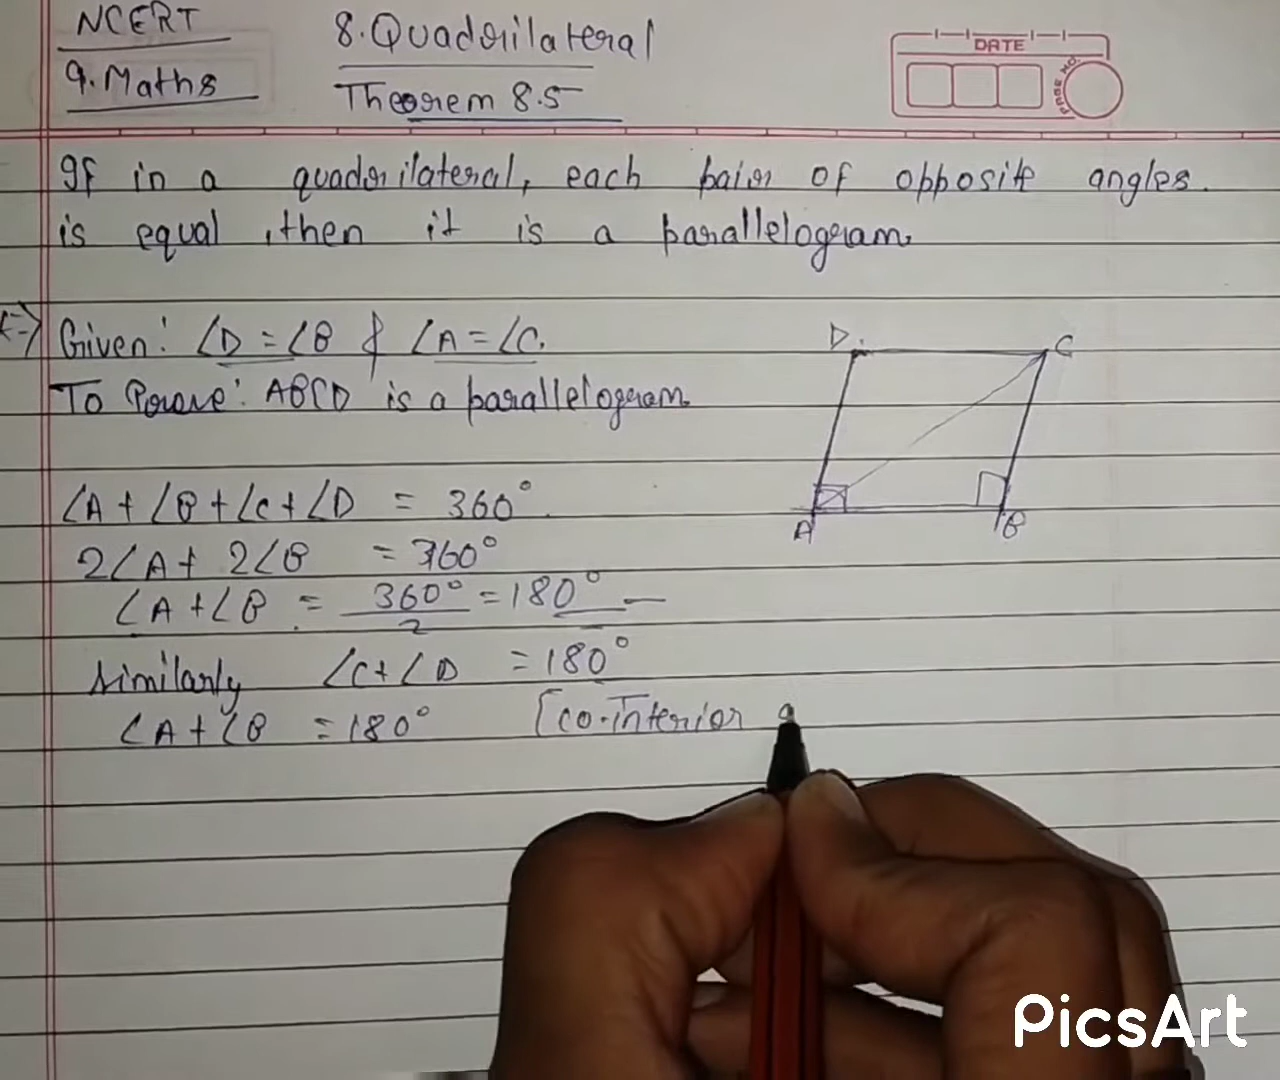 NCERT
9. Maths
8. Quadrilateral
Theorem 8.5
DATE
PAGE NO.
If in a quadrilateral, each pair of opposite angles.
is equal, then it is a parallelogram.
Given: ∠D = ∠B & ∠A = ∠C.
To Prove: ABCD is a parallelogram.
D C
A B
∠A + ∠B + ∠C + ∠D = 360°.
2∠A + 2∠B = 360°
∠A + ∠B = 360°/2 = 180° —
Similarly ∠C + ∠D = 180°
∠A + ∠B = 180° [co-interior a
PicsArt